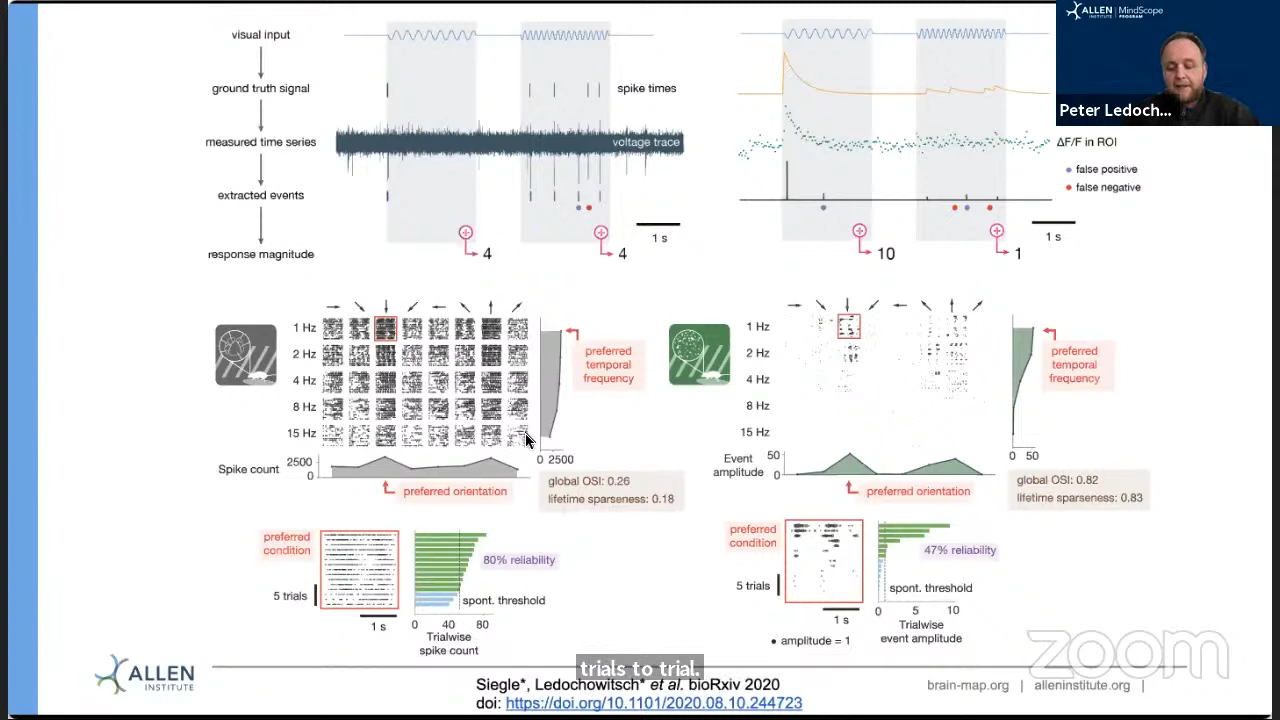 visual input
ground truth signal
measured time series
extracted events
response magnitude
spike times
voltage trace
1 s
4
4
ΔF/F in ROI
false positive
false negative
1 s
10
1
ALLEN INSTITUTE | MindScope PROGRAM
Peter Ledoch...
1 Hz
2 Hz
4 Hz
8 Hz
15 Hz
preferred
temporal
frequency
0 2500
Spike count
2500
0
preferred orientation
global OSI: 0.26
lifetime sparseness: 0.18
1 Hz
2 Hz
4 Hz
8 Hz
15 Hz
preferred
temporal
frequency
0 50
Event
amplitude
50
0
preferred orientation
global OSI: 0.82
lifetime sparseness: 0.83
preferred
condition
5 trials
1 s
80% reliability
spont. threshold
0 40 80
Trialwise
spike count
preferred
condition
5 trials
1 s
amplitude = 1
47% reliability
spont. threshold
0 5 10
Trialwise
event amplitude
zoom
trials to trial.
ALLEN
INSTITUTE
Siegle*, Ledochowitsch* et al. bioRxiv 2020
doi: https://doi.org/10.1101/2020.08.10.244723
brain-map.org | alleninstitute.org |